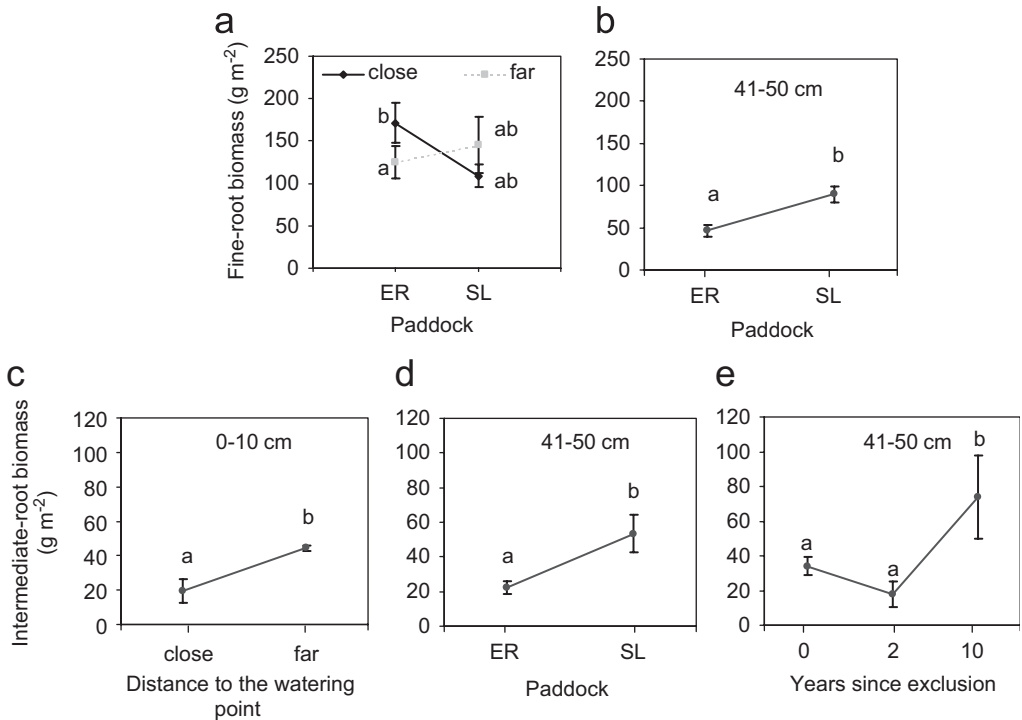 a
Fine-root biomass (g m⁻²)
250
200
150
100
50
0
close
far
b
a
ab
ab
ER SL
Paddock
b
250
200
150
100
50
0
41-50 cm
a
b
ER SL
Paddock
c
Intermediate-root biomass
(g m⁻²)
120
100
80
60
40
20
0
0-10 cm
a
b
close far
Distance to the watering
point
d
120
100
80
60
40
20
0
41-50 cm
a
b
ER SL
Paddock
e
120
100
80
60
40
20
0
41-50 cm
a
a
b
0 2 10
Years since exclusion